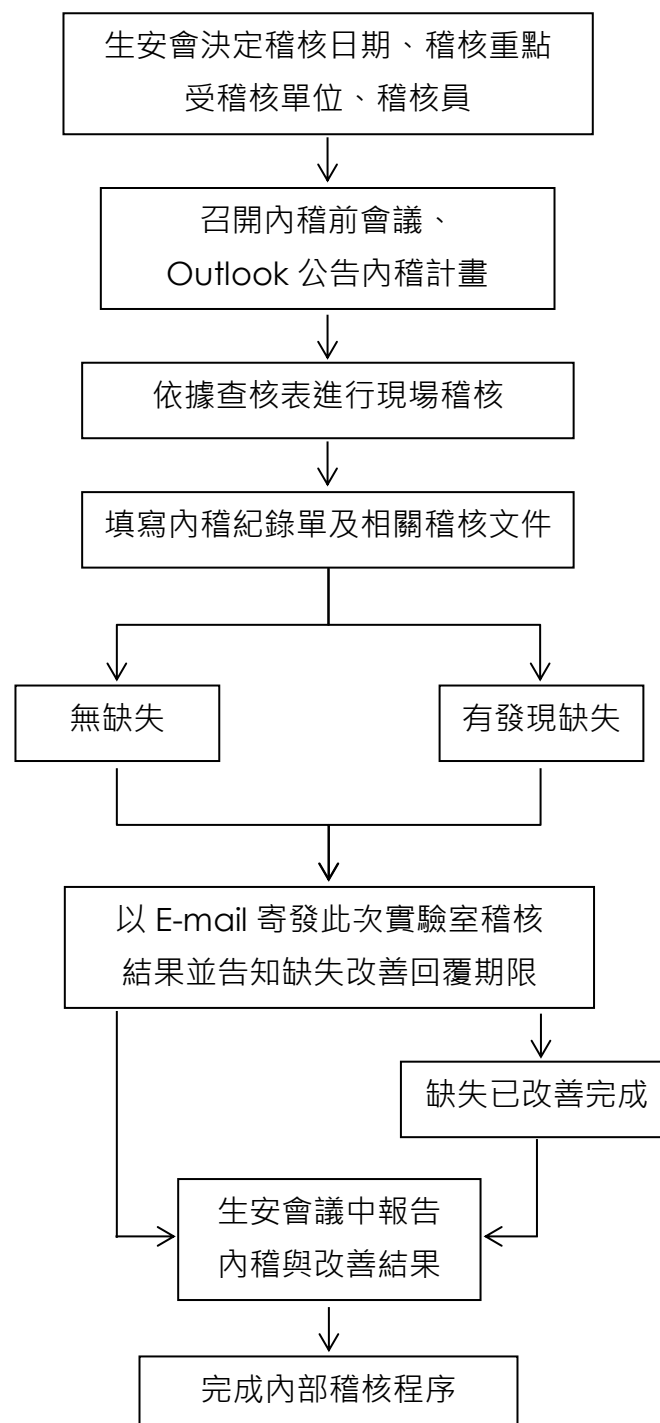 生安會決定稽核日期、稽核重點
受稽核單位、稽核員
召開內稽前會議、
Outlook 公告內稽計畫
依據查核表進行現場稽核
填寫內稽紀錄單及相關稽核文件
無缺失
有發現缺失
以 E-mail 寄發此次實驗室稽核
結果並告知缺失改善回覆期限
缺失已改善完成
生安會議中報告
內稽與改善結果
完成內部稽核程序